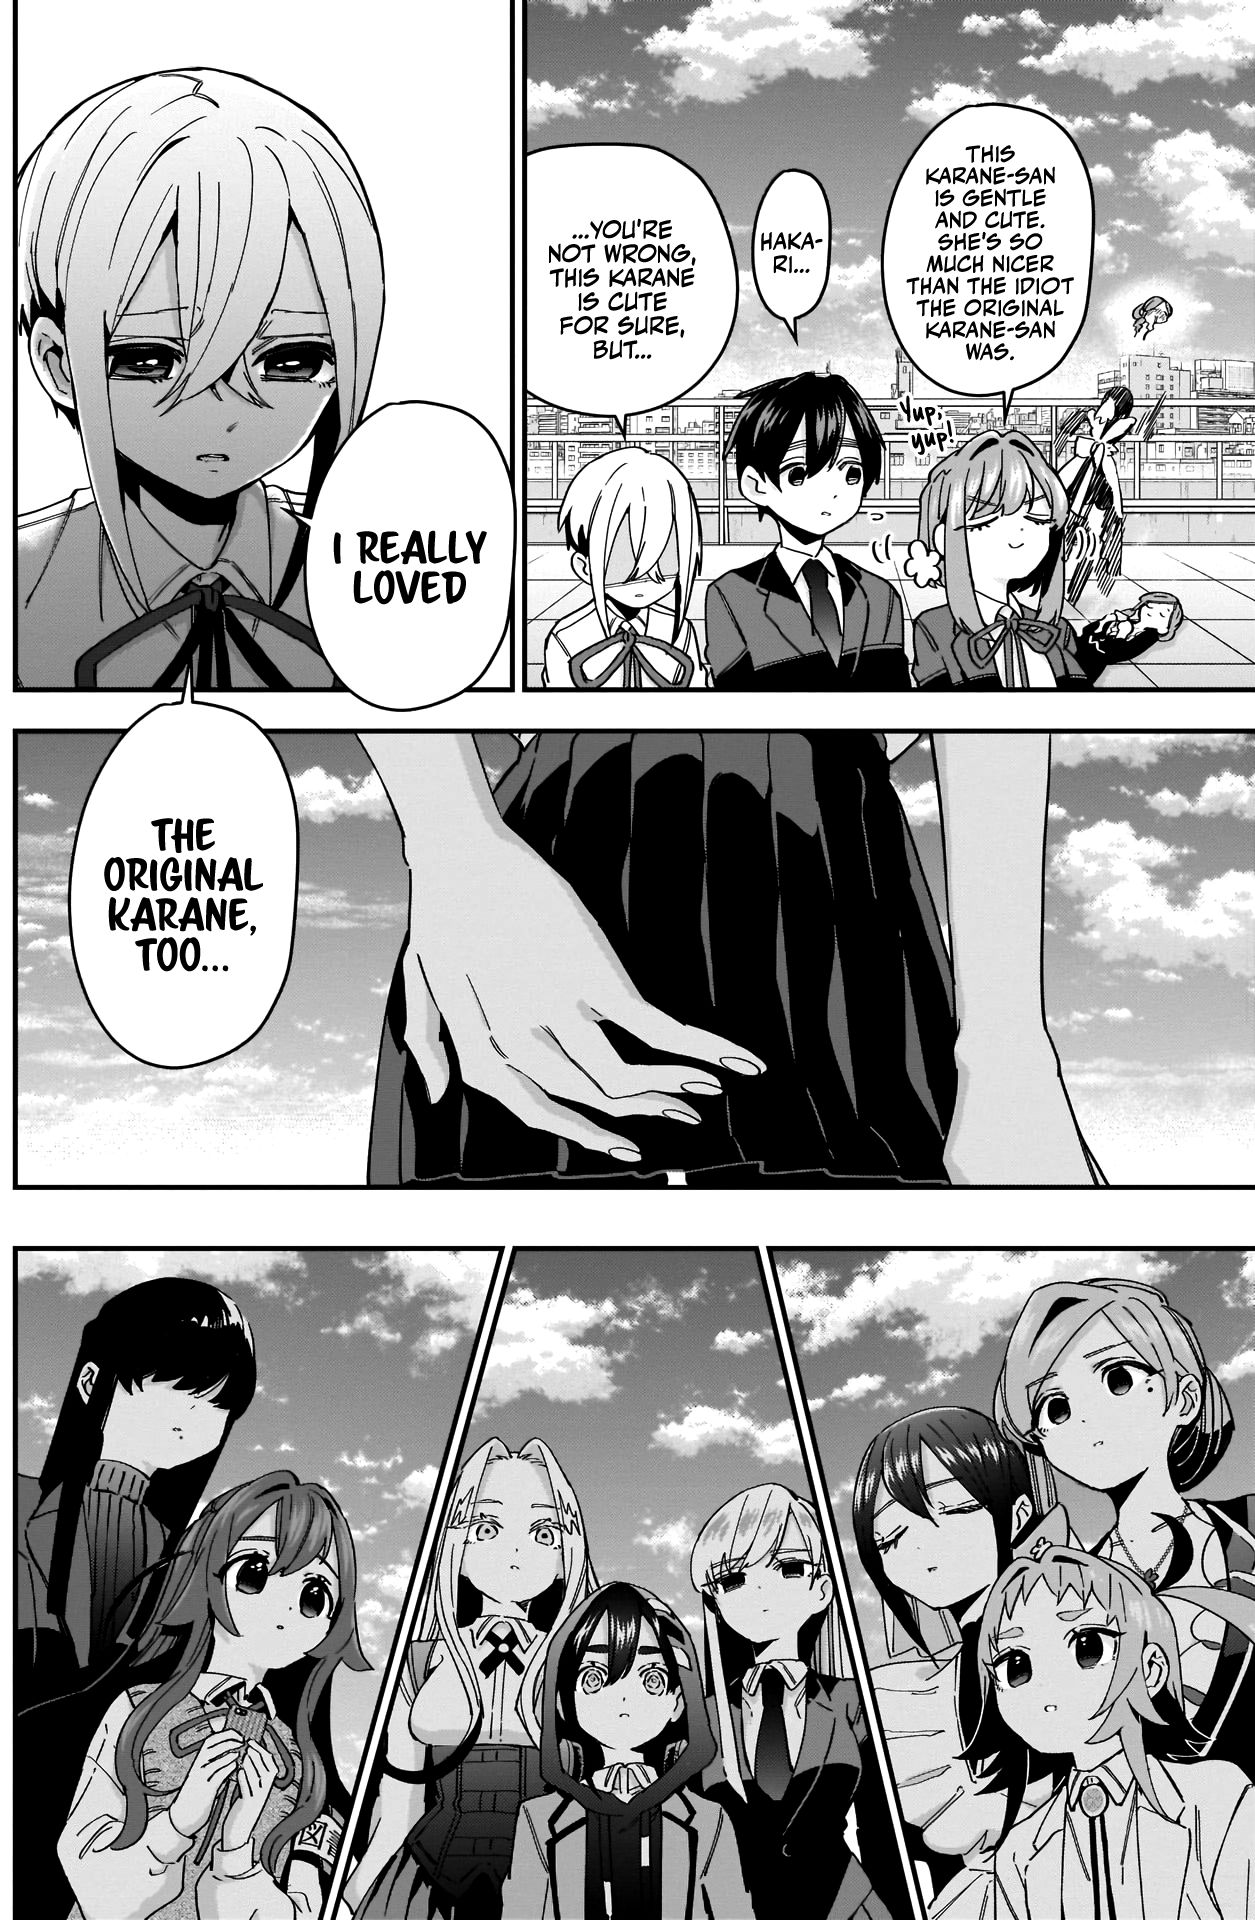 THIS
KARANE-SAN
IS GENTLE
AND CUTE.
SHE'S SO
MUCH NICER
THAN THE IDIOT
THE ORIGINAL
KARANE-SAN
WAS.
Yup,
yup!
HAKA-
RI...
...YOU'RE
NOT WRONG,
THIS KARANE
IS CUTE
FOR SURE,
BUT...
I REALLY
LOVED
THE
ORIGINAL
KARANE,
TOO...